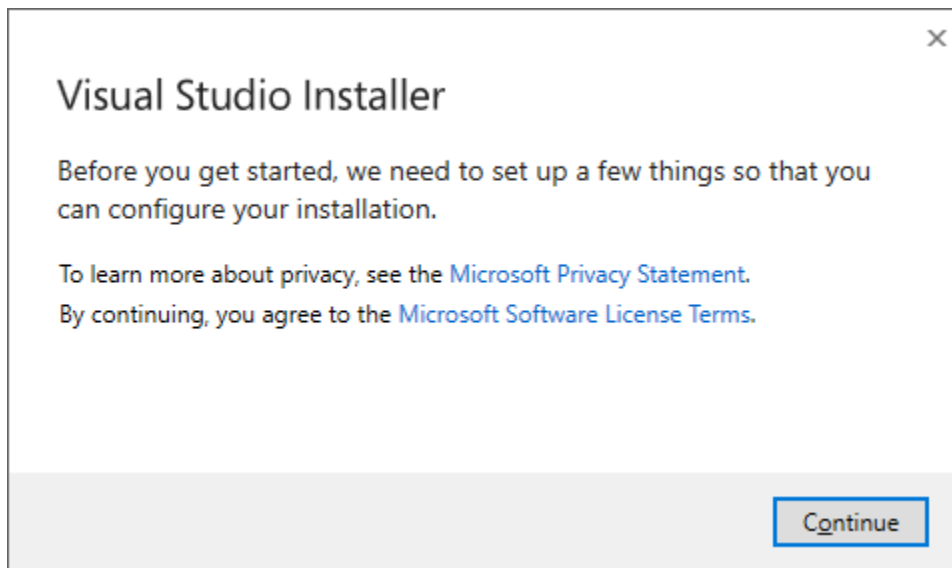 Visual Studio Installer
Before you get started, we need to set up a few things so that you
can configure your installation.
To learn more about privacy, see the Microsoft Privacy Statement.
By continuing, you agree to the Microsoft Software License Terms.
Continue